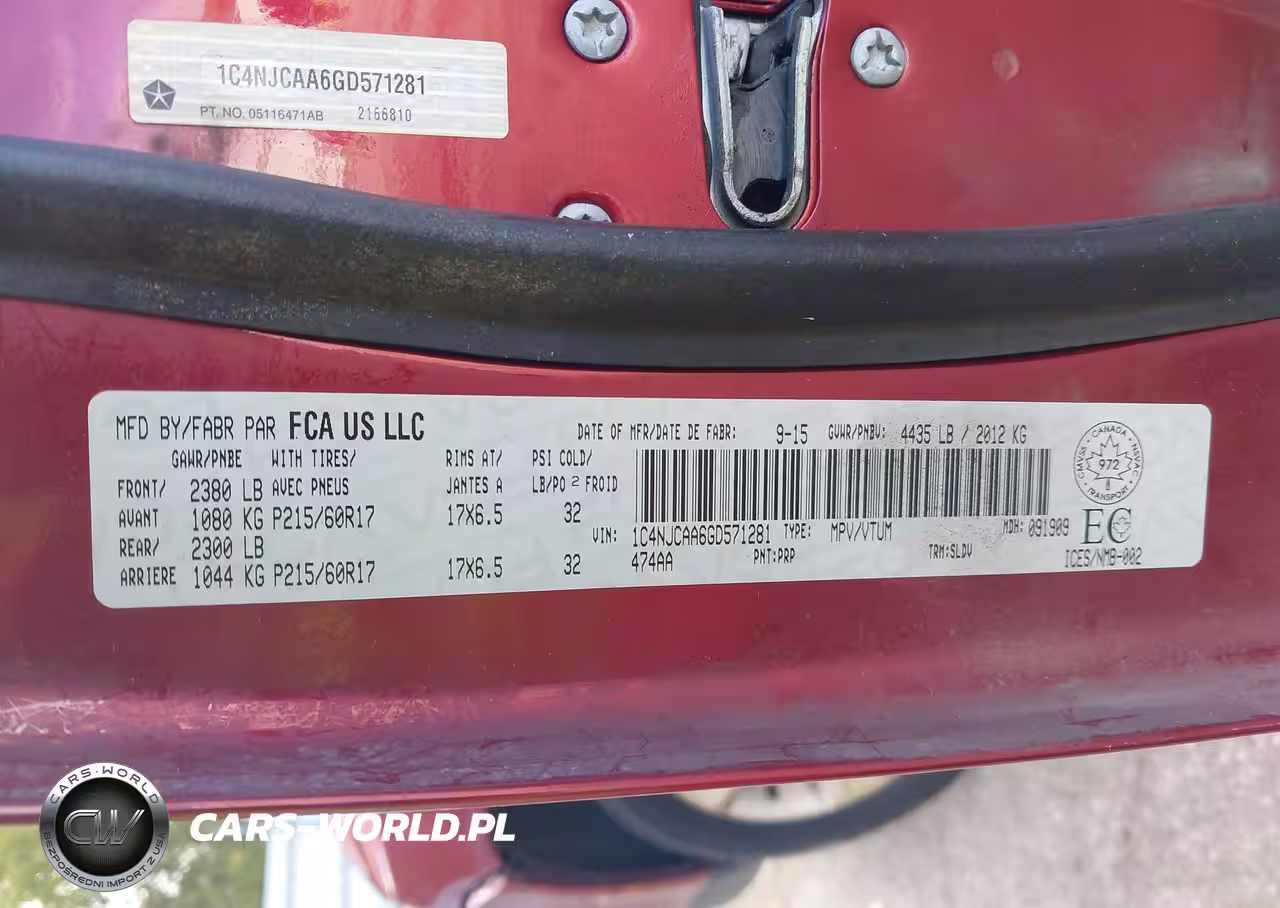 1C4NJCAA6GD571281
PT. NO. 05116471AB 2166810
MFD BY/FABR PAR FCA US LLC DATE OF MFR/DATE DE FABR: 9-15 GVWR/PNBV: 4435 LB / 2012 KG
GAWR/PNBE WITH TIRES/ RIMS AT/ PSI COLD/
FRONT/ 2380 LB AVEC PNEUS JANTES A LB/PO 2 FROID
AVANT 1080 KG P215/60R17 17X6.5 32
REAR/ 2300 LB VIN: 1C4NJCAA6GD571281 TYPE: MPV/VTUM MDH: 091909
ARRIERE 1044 KG P215/60R17 17X6.5 32 474AA PNT:PRP TRM:SLDV ICES/NMB-002
CANADA
CMVSS NSVAC
972
TRANSPORT
EC
CARS-WORLD
CW
BEZPOŚREDNI IMPORT Z USA
CARS-WORLD.PL